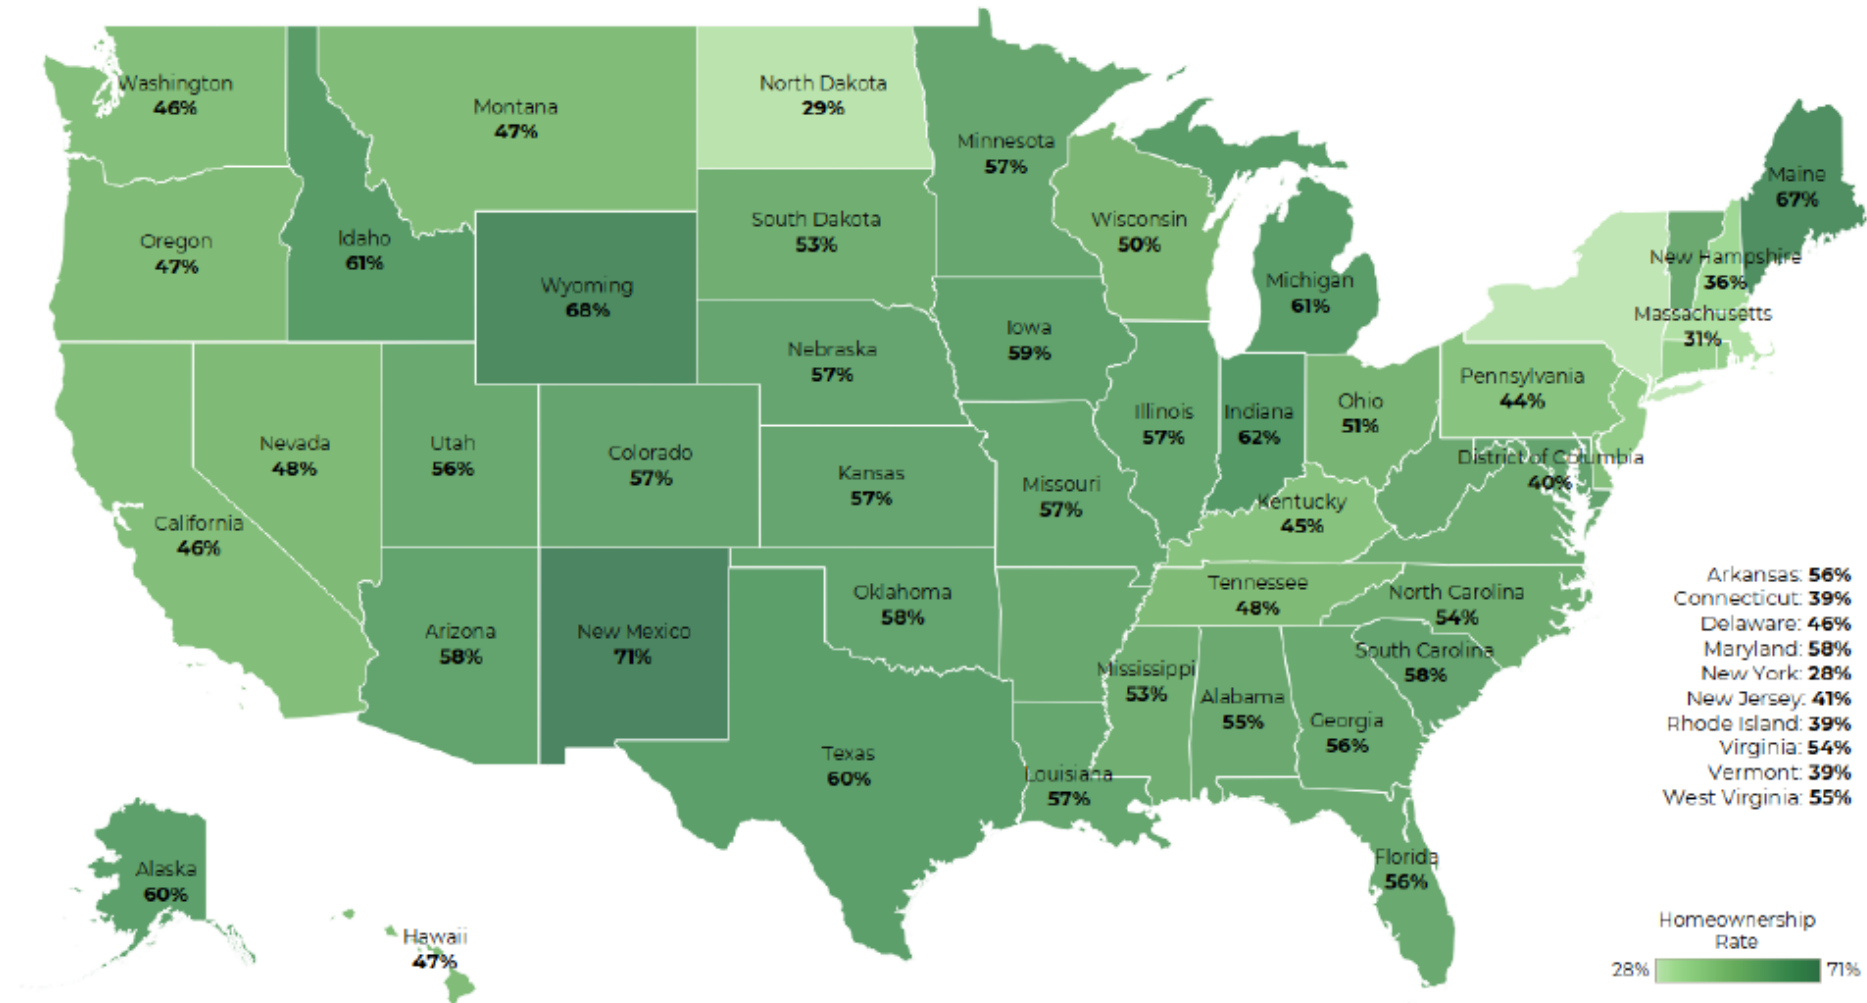 Washington
46%
Montana
47%
North Dakota
29%
Minnesota
57%
Maine
67%
Oregon
47%
Idaho
61%
Wyoming
68%
South Dakota
53%
Wisconsin
50%
Michigan
61%
New Hampshire
36%
Massachusetts
31%
Nebraska
57%
Iowa
59%
Pennsylvania
44%
Nevada
48%
Utah
56%
Colorado
57%
Kansas
57%
Missouri
57%
Illinois
57%
Indiana
62%
Ohio
51%
District of Columbia
40%
California
46%
Kentucky
45%
Arizona
58%
New Mexico
71%
Oklahoma
58%
Tennessee
48%
North Carolina
54%
South Carolina
58%
Mississippi
53%
Alabama
55%
Georgia
56%
Texas
60%
Louisiana
57%
Florida
56%
Alaska
60%
Hawaii
47%
Arkansas: 56%
Connecticut: 39%
Delaware: 46%
Maryland: 58%
New York: 28%
New Jersey: 41%
Rhode Island: 39%
Virginia: 54%
Vermont: 39%
West Virginia: 55%
Homeownership
Rate
28% 71%